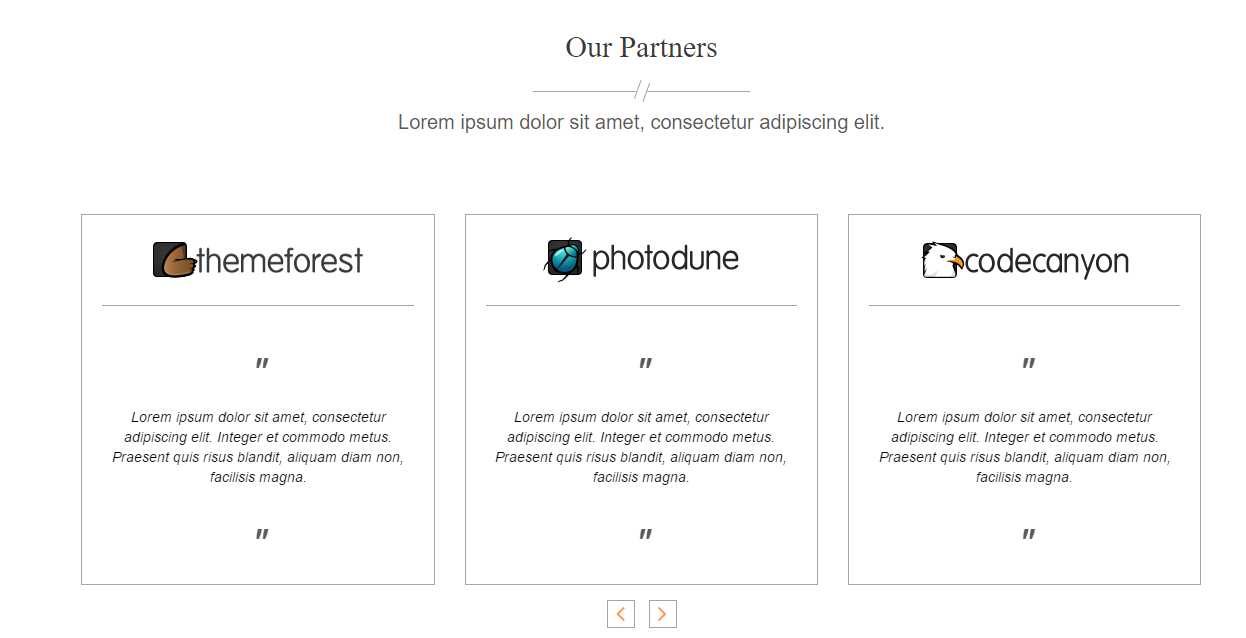 Our Partners
Lorem ipsum dolor sit amet, consectetur adipiscing elit.
themeforest
"
Lorem ipsum dolor sit amet, consectetur
adipiscing elit. Integer et commodo metus.
Praesent quis risus blandit, aliquam diam non,
facilisis magna.
"
photodune
"
Lorem ipsum dolor sit amet, consectetur
adipiscing elit. Integer et commodo metus.
Praesent quis risus blandit, aliquam diam non,
facilisis magna.
"
codecanyon
"
Lorem ipsum dolor sit amet, consectetur
adipiscing elit. Integer et commodo metus.
Praesent quis risus blandit, aliquam diam non,
facilisis magna.
"